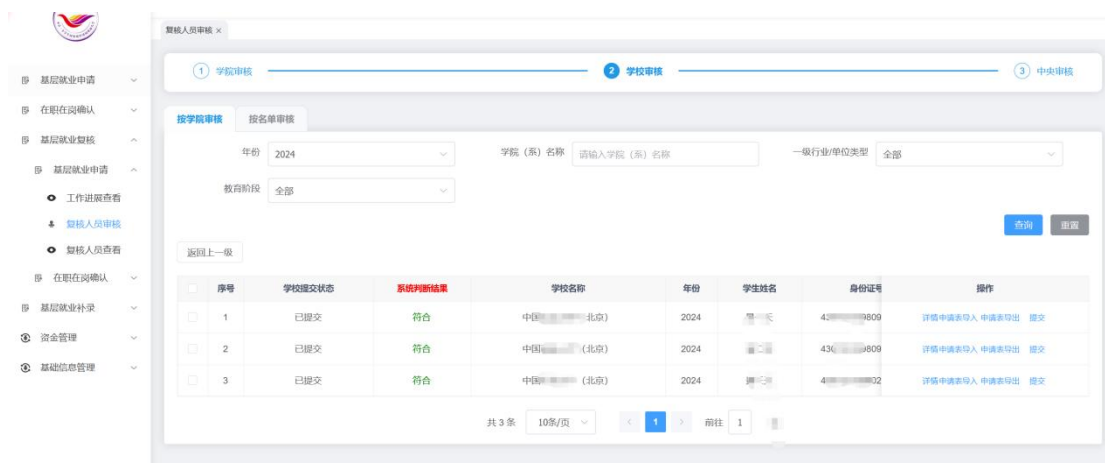 复核人员审核 ×
1 学院审核
2 学校审核
3 中央审核
基层就业申请
在职在岗确认
基层就业复核
基层就业申请
工作进展查看
复核人员审核
复核人员查看
在职在岗确认
基层就业补录
资金管理
基础信息管理
按学院审核 按名单审核
年份 2024 学院（系）名称 请输入学院（系）名称 一级行业/单位类型 全部
教育阶段 全部
查询 重置
返回上一级
序号 学校提交状态 系统判断结果 学校名称 年份 学生姓名 身份证号 操作
1 已提交 符合 中国 北京） 2024 4 9809 详情 申请表导入 申请表导出 提交
2 已提交 符合 中国 （北京） 2024 430 809 详情 申请表导入 申请表导出 提交
3 已提交 符合 中国 （北京） 2024 4 02 详情 申请表导入 申请表导出 提交
共 3 条 10条/页 < 1 > 前往 1